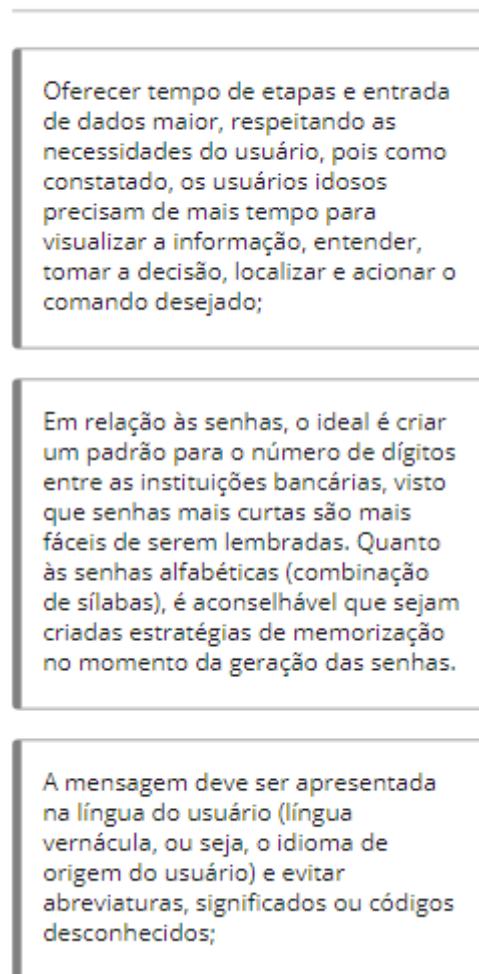 Oferecer tempo de etapas e entrada
de dados maior, respeitando as
necessidades do usuário, pois como
constatado, os usuários idosos
precisam de mais tempo para
visualizar a informação, entender,
tomar a decisão, localizar e acionar o
comando desejado;
Em relação às senhas, o ideal é criar
um padrão para o número de dígitos
entre as instituições bancárias, visto
que senhas mais curtas são mais
fáceis de serem lembradas. Quanto
às senhas alfabéticas (combinação
de sílabas), é aconselhável que sejam
criadas estratégias de memorização
no momento da geração das senhas.
A mensagem deve ser apresentada
na língua do usuário (língua
vernácula, ou seja, o idioma de
origem do usuário) e evitar
abreviaturas, significados ou códigos
desconhecidos;